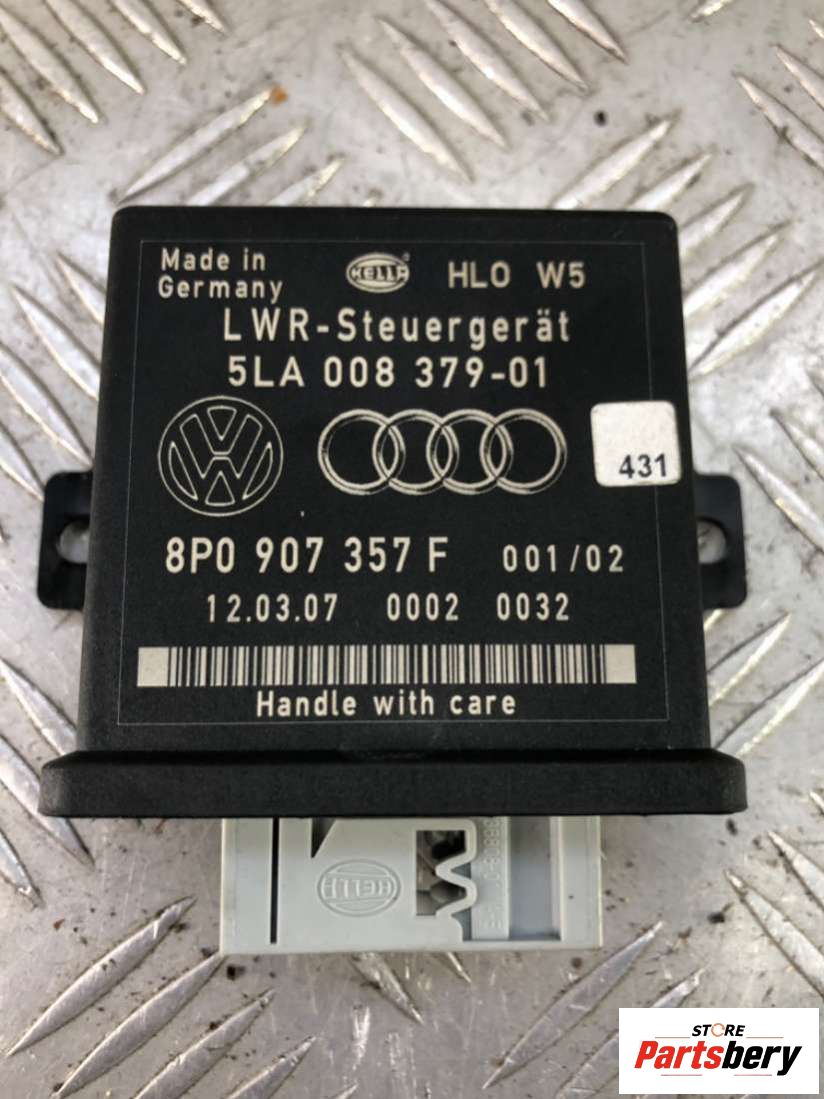 Made in
Germany
HELLA ® HLO W5
LWR-Steuergerät
5LA 008 379-01
431
8P0 907 357 F 001/02
12.03.07 0002 0032
Handle with care
HELLA
STORE
Partsbery